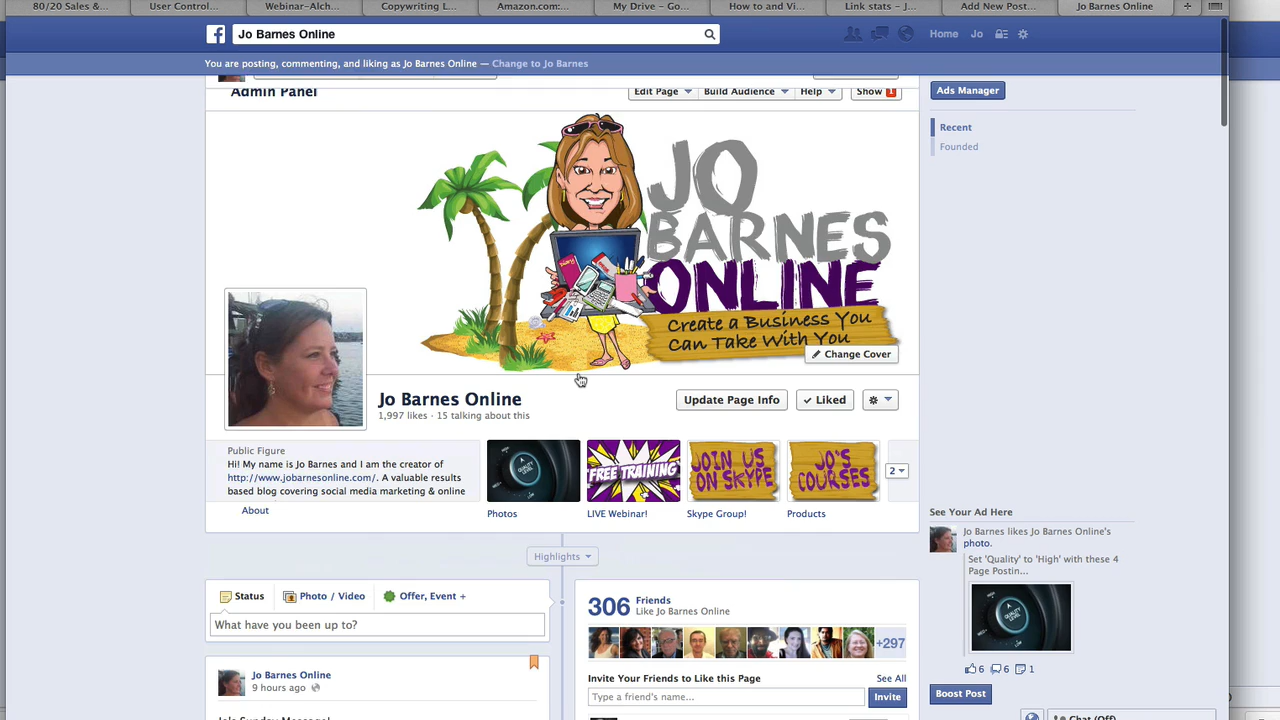 80/20 Sales &...
User Control...
Webinar-Alch...
Copywriting L...
Amazon.com:...
My Drive – Go...
How to and Vi...
Link stats – J...
Add New Post...
Jo Barnes Online
Jo Barnes Online
Home
Jo
You are posting, commenting, and liking as Jo Barnes Online — Change to Jo Barnes
Admin Panel
Edit Page
Build Audience
Help
Show 1
Ads Manager
Recent
Founded
JO
BARNES
ONLINE
Create a Business You
Can Take With You
Change Cover
Jo Barnes Online
1,997 likes · 15 talking about this
Update Page Info
Liked
Public Figure
Hi! My name is Jo Barnes and I am the creator of
http://www.jobarnesonline.com/. A valuable results
based blog covering social media marketing & online
About
QUALITY LEVEL
FREE TRAINING
JOIN US
ON SKYPE
JO'S
COURSES
2
Photos
LIVE Webinar!
Skype Group!
Products
See Your Ad Here
Jo Barnes likes Jo Barnes Online's
photo.
Set 'Quality' to 'High' with these 4
Page Postin...
6 6 1
Boost Post
Highlights
Status
Photo / Video
Offer, Event +
What have you been up to?
306 Friends
Like Jo Barnes Online
+297
Invite Your Friends to Like this Page
See All
Type a friend's name...
Invite
Jo Barnes Online
9 hours ago
Jo's Sunday Message!
Chat (Off)